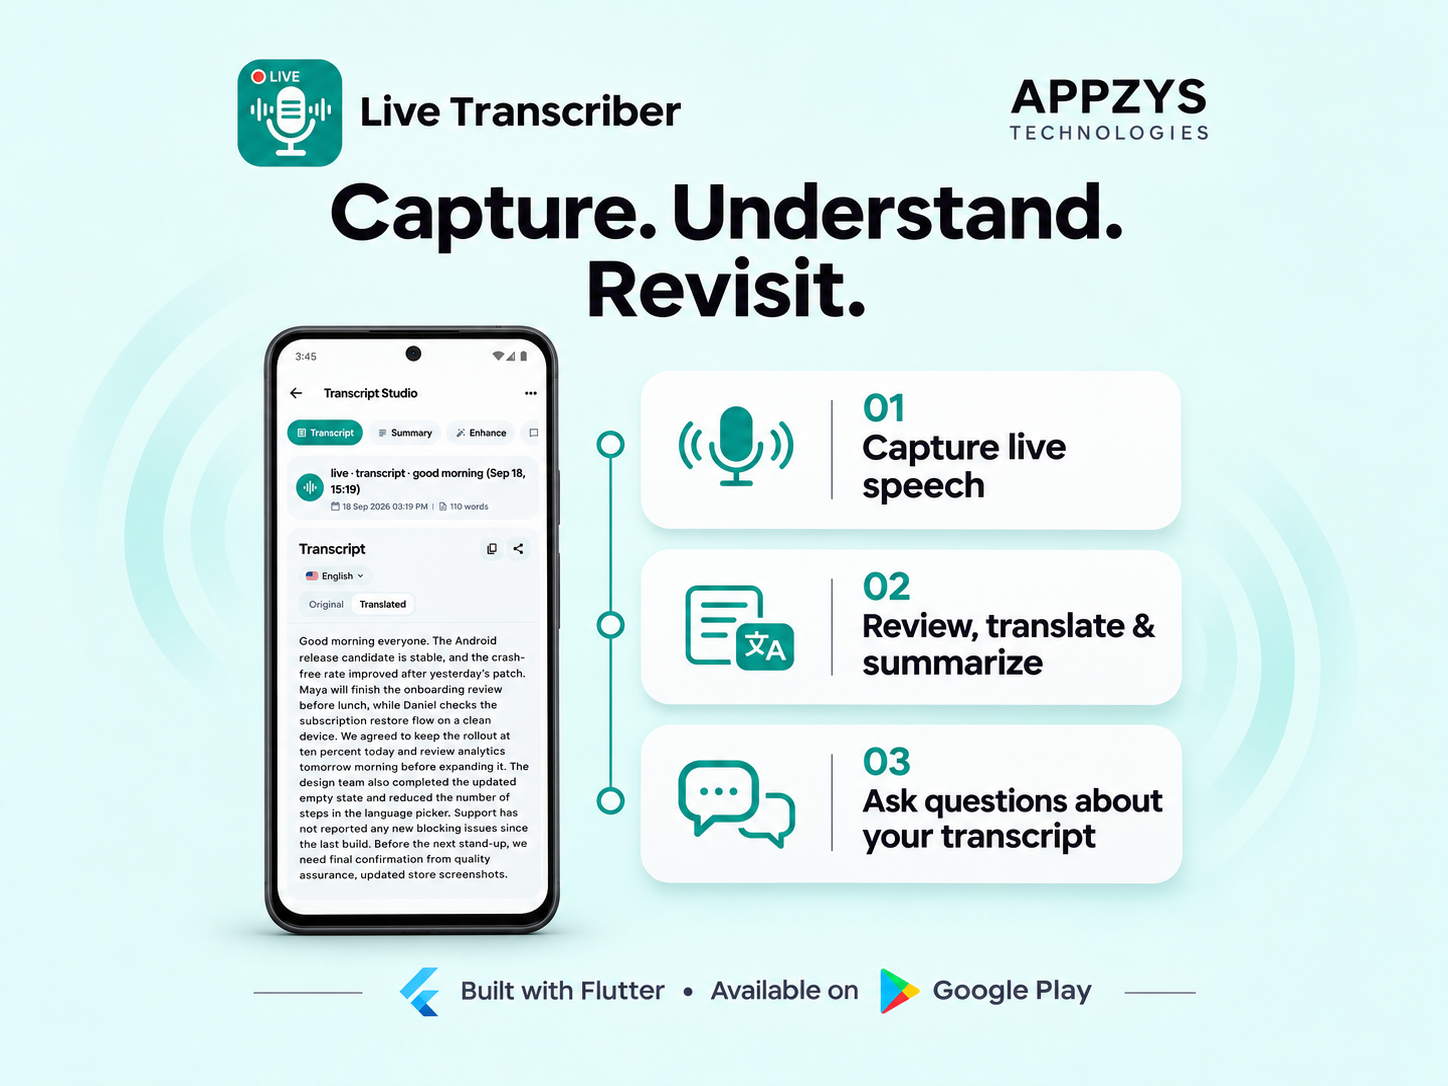 LIVE
Live Transcriber
APPZYS
TECHNOLOGIES
Capture. Understand.
Revisit.
3:45
Transcript Studio
Transcript
Summary
Enhance
live · transcript · good morning (Sep 18,
15:19)
18 Sep 2026 03:19 PM | 110 words
Transcript
English
Original
Translated
Good morning everyone. The Android
release candidate is stable, and the crash-
free rate improved after yesterday's patch.
Maya will finish the onboarding review
before lunch, while Daniel checks the
subscription restore flow on a clean
device. We agreed to keep the rollout at
ten percent today and review analytics
tomorrow morning before expanding it. The
design team also completed the updated
empty state and reduced the number of
steps in the language picker. Support has
not reported any new blocking issues since
the last build. Before the next stand-up, we
need final confirmation from quality
assurance, updated store screenshots.
01
Capture live
speech
文A
02
Review, translate &
summarize
03
Ask questions about
your transcript
Built with Flutter • Available on Google Play